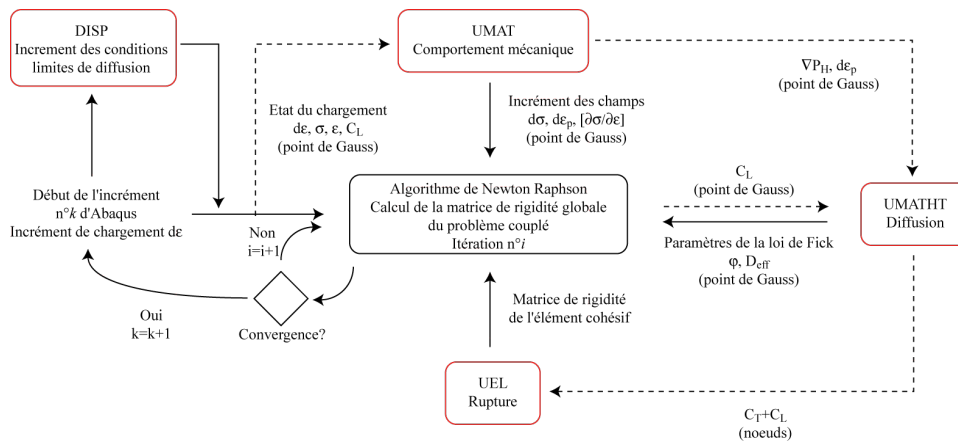 DISP
Increment des conditions
limites de diffusion
UMAT
Comportement mécanique
∇P_H, dε_p
(point de Gauss)
Etat du chargement
dε, σ, ε, C_L
(point de Gauss)
Incrément des champs
dσ, dε_p, [∂σ/∂ε]
(point de Gauss)
Début de l'incrément
n°k d'Abaqus
Incrément de chargement dε
Algorithme de Newton Raphson
Calcul de la matrice de rigidité globale
du problème couplé
Itération n°i
C_L
(point de Gauss)
UMATHT
Diffusion
Non
i=i+1
Paramètres de la loi de Fick
φ, D_eff
(point de Gauss)
Oui
k=k+1
Convergence?
Matrice de rigidité
de l'élément cohésif
UEL
Rupture
C_T+C_L
(noeuds)